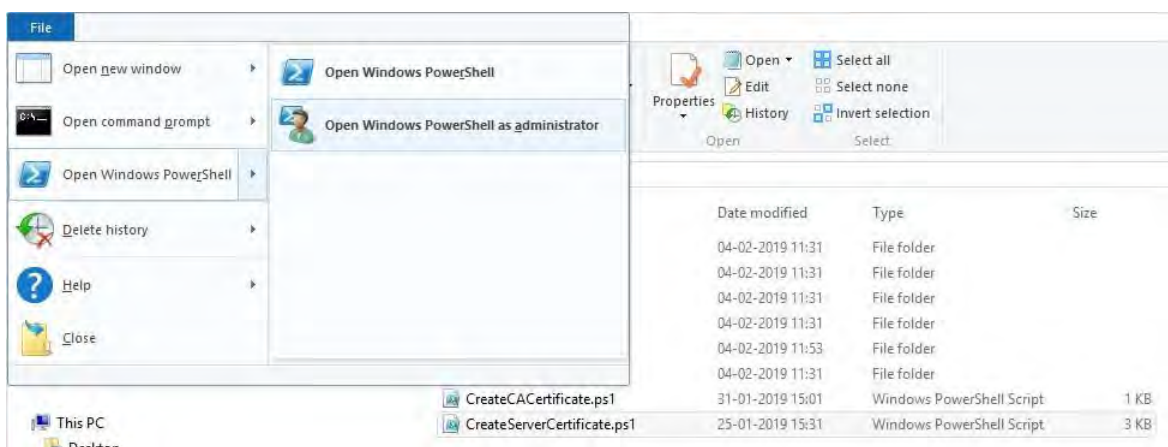 File
Open new window
Open command prompt
Open Windows PowerShell
Delete history
Help
Close
Open Windows PowerShell
Open Windows PowerShell as administrator
Properties
Open
Edit
History
Open
Select all
Select none
Invert selection
Select
Date modified Type Size
04-02-2019 11:31 File folder
04-02-2019 11:31 File folder
04-02-2019 11:31 File folder
04-02-2019 11:31 File folder
04-02-2019 11:53 File folder
04-02-2019 11:31 File folder
CreateCACertificate.ps1 31-01-2019 15:01 Windows PowerShell Script 1 KB
CreateServerCertificate.ps1 25-01-2019 15:31 Windows PowerShell Script 3 KB
This PC